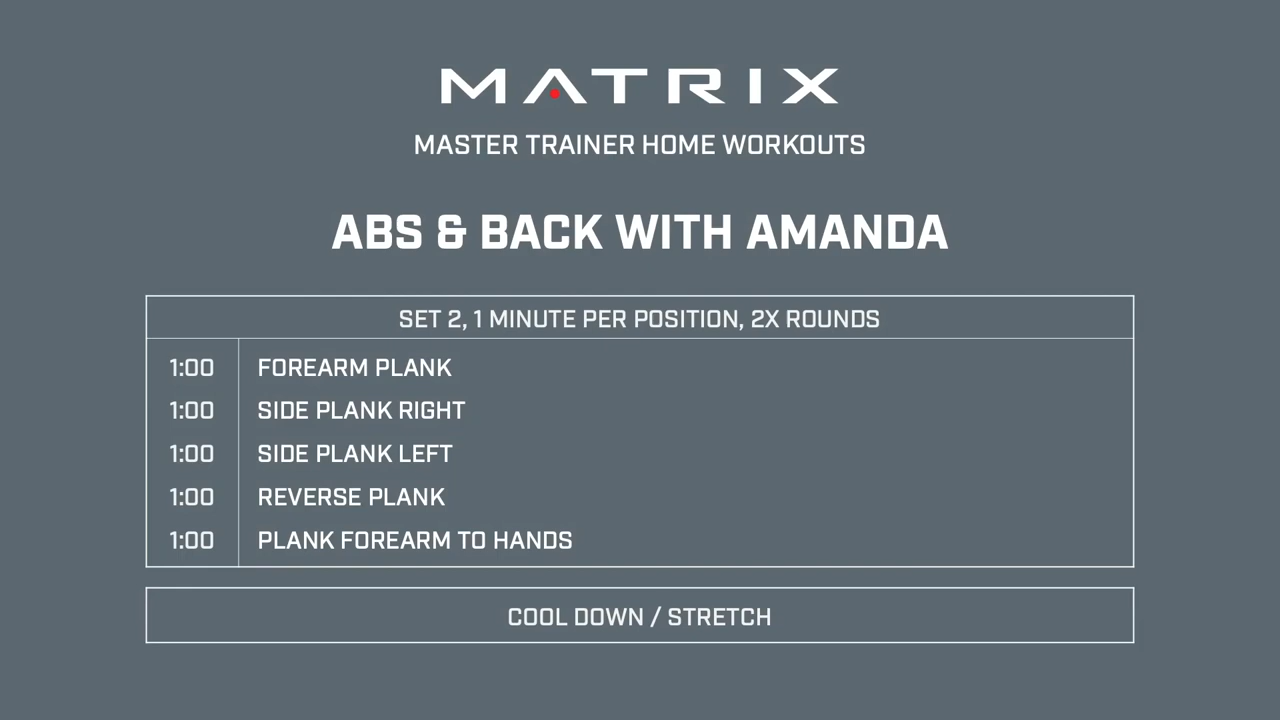 MATRIX
MASTER TRAINER HOME WORKOUTS
ABS & BACK WITH AMANDA
SET 2, 1 MINUTE PER POSITION, 2X ROUNDS
1:00 FOREARM PLANK
1:00 SIDE PLANK RIGHT
1:00 SIDE PLANK LEFT
1:00 REVERSE PLANK
1:00 PLANK FOREARM TO HANDS
COOL DOWN / STRETCH